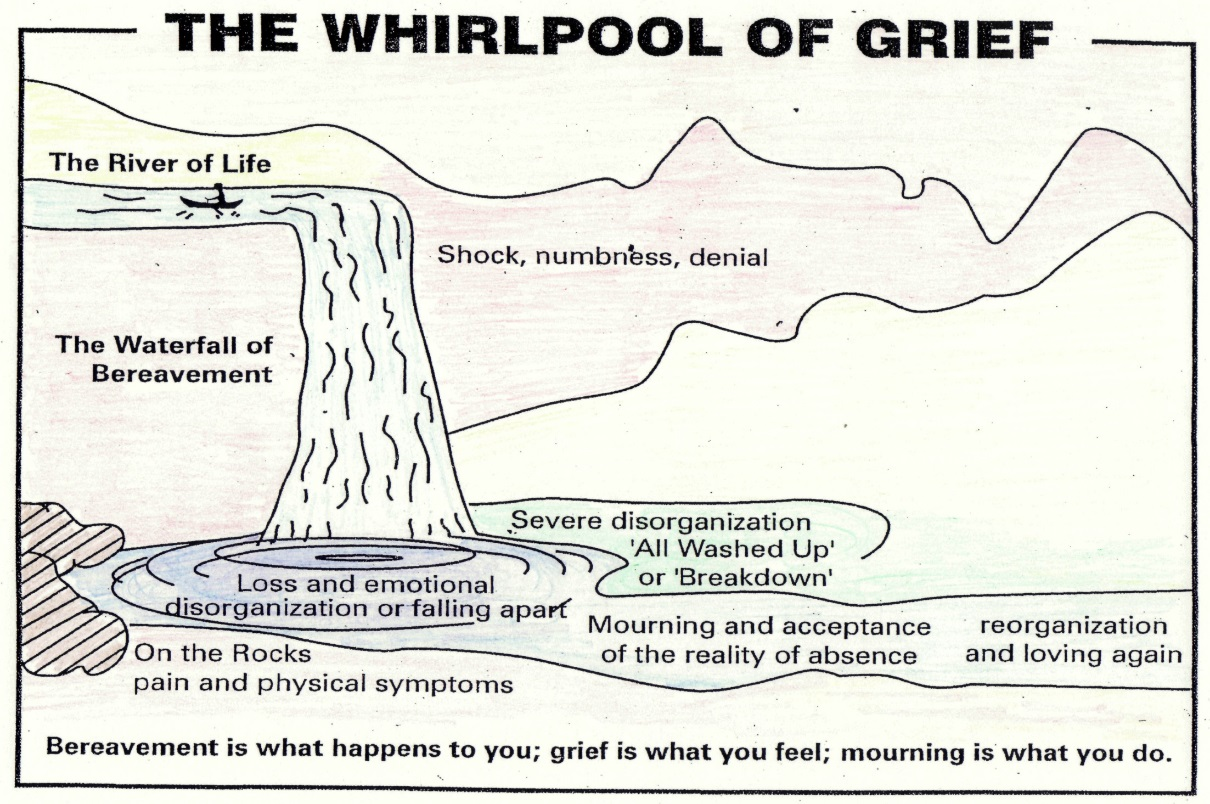 THE WHIRLPOOL OF GRIEF
The River of Life
Shock, numbness, denial
The Waterfall of
Bereavement
Severe disorganization
'All Washed Up'
or 'Breakdown'
Loss and emotional
disorganization or falling apart
Mourning and acceptance
of the reality of absence
reorganization
and loving again
On the Rocks
pain and physical symptoms
Bereavement is what happens to you; grief is what you feel; mourning is what you do.